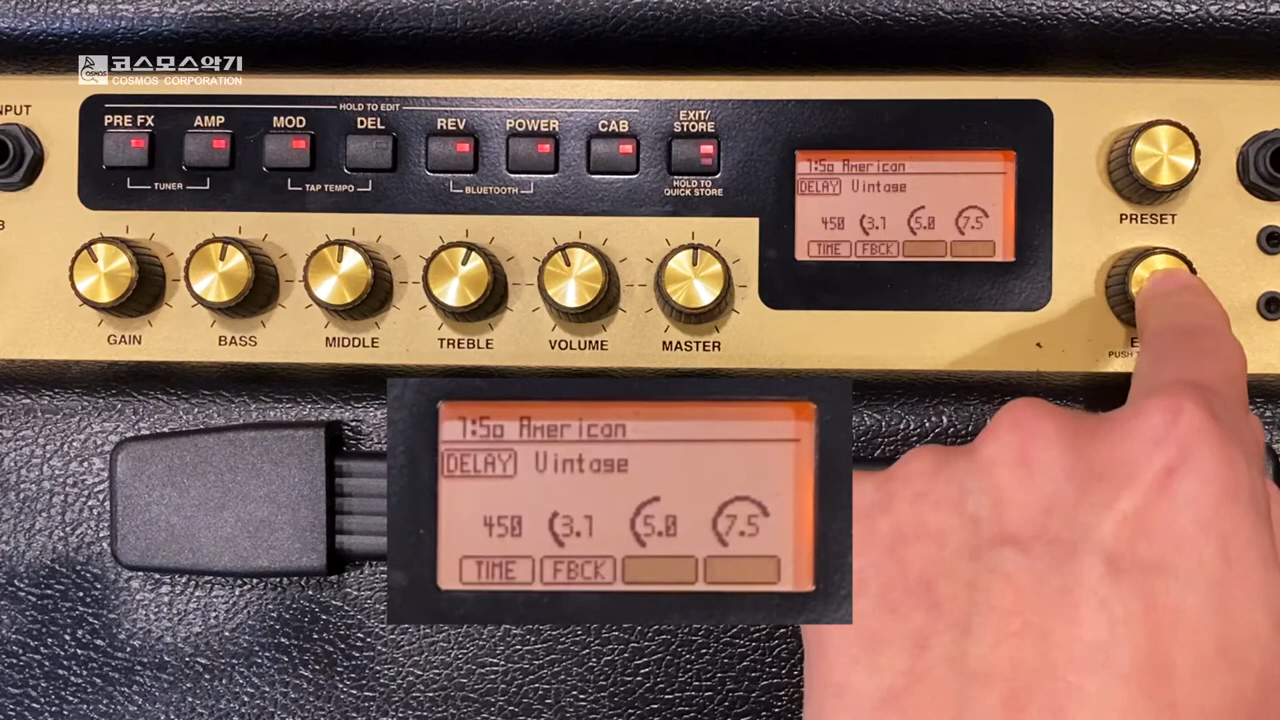 코스모스악기
COSMOS
COSMOS CORPORATION
HOLD TO EDIT
PRE FX AMP MOD DEL REV POWER CAB EXIT/
STORE
TUNER TAP TEMPO BLUETOOTH HOLD TO
QUICK STORE
7:So American
DELAY Vintage
450 3.1 5.0 7.5
TIME FBCK
PRESET
GAIN BASS MIDDLE TREBLE VOLUME MASTER
7:So American
DELAY Vintage
450 3.1 5.0 7.5
TIME FBCK